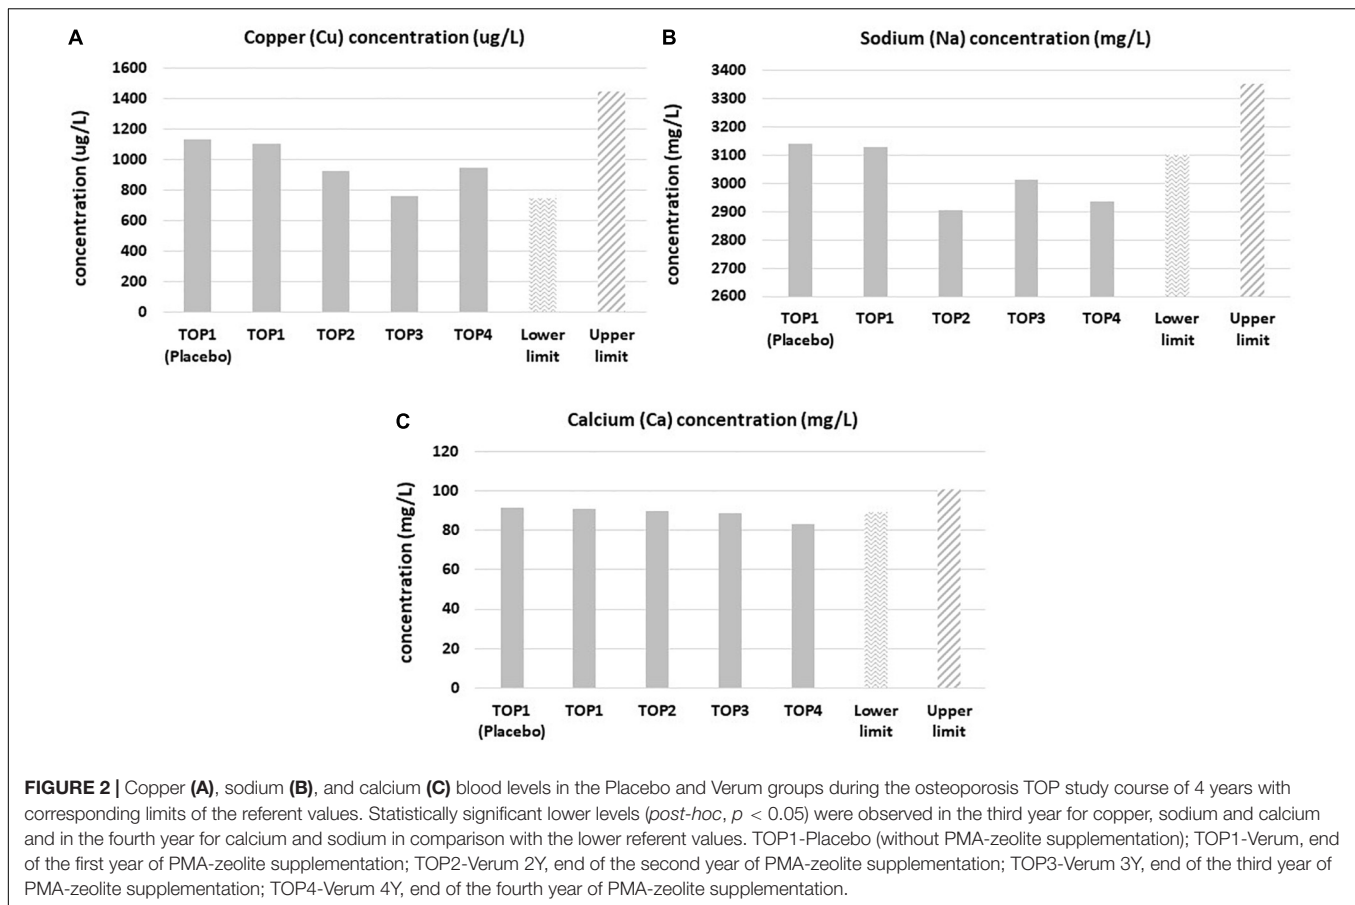 A
Copper (Cu) concentration (ug/L)
concentration (ug/L)
1600
1400
1200
1000
800
600
400
200
0
TOP1 TOP1 TOP2 TOP3 TOP4 Lower Upper
(Placebo) limit limit
B
Sodium (Na) concentration (mg/L)
concentration (mg/L)
3400
3300
3200
3100
3000
2900
2800
2700
2600
TOP1 TOP1 TOP2 TOP3 TOP4 Lower Upper
(Placebo) limit limit
C
Calcium (Ca) concentration (mg/L)
concentration (mg/L)
120
100
80
60
40
20
0
TOP1 TOP1 TOP2 TOP3 TOP4 Lower Upper
(Placebo) limit limit
FIGURE 2 | Copper (A), sodium (B), and calcium (C) blood levels in the Placebo and Verum groups during the osteoporosis TOP study course of 4 years with
corresponding limits of the referent values. Statistically significant lower levels (post-hoc, p < 0.05) were observed in the third year for copper, sodium and calcium
and in the fourth year for calcium and sodium in comparison with the lower referent values. TOP1-Placebo (without PMA-zeolite supplementation); TOP1-Verum, end
of the first year of PMA-zeolite supplementation; TOP2-Verum 2Y, end of the second year of PMA-zeolite supplementation; TOP3-Verum 3Y, end of the third year of
PMA-zeolite supplementation; TOP4-Verum 4Y, end of the fourth year of PMA-zeolite supplementation.